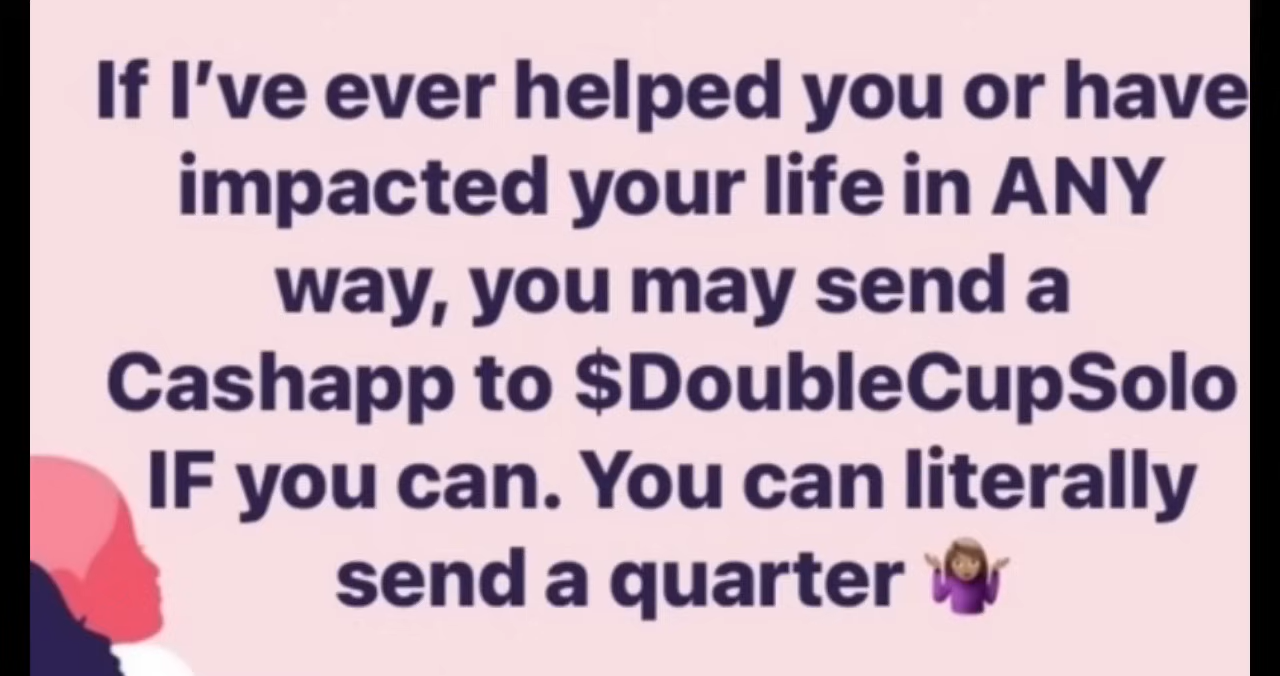 If I’ve ever helped you or have
impacted your life in ANY
way, you may send a
Cashapp to $DoubleCupSolo
IF you can. You can literally
send a quarter 🤷🏽‍♀️